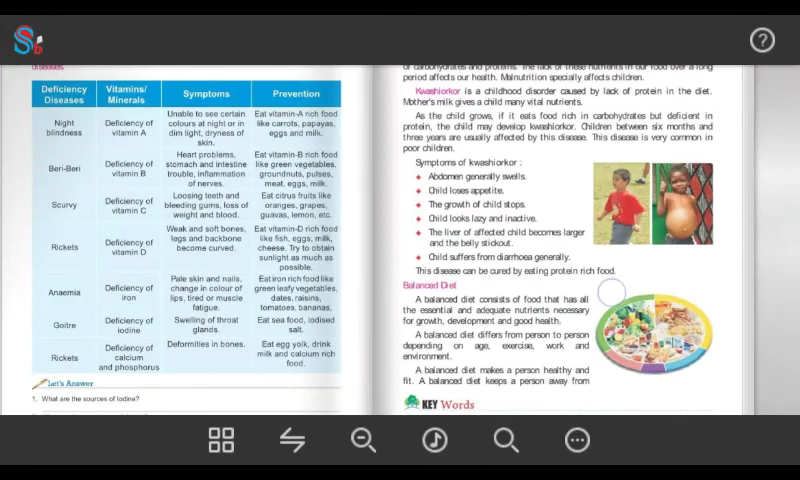 diseases.
Deficiency Diseases
Vitamins/ Minerals
Symptoms
Prevention
Night blindness
Deficiency of vitamin A
Unable to see certain colours at night or in dim light, dryness of skin.
Eat vitamin-A rich food like carrots, papayas, eggs and milk.
Beri-Beri
Deficiency of vitamin B
Heart problems, stomach and intestine trouble, inflammation of nerves.
Eat vitamin-B rich food like green vegetables, groundnuts, pulses, meat, eggs, milk.
Scurvy
Deficiency of vitamin C
Loosing teeth and bleeding gums, loss of weight and blood.
Eat citrus fruits like oranges, grapes, guavas, lemon, etc.
Rickets
Deficiency of vitamin D
Weak and soft bones, legs and backbone become curved.
Eat vitamin-D rich food like fish, eggs, milk, cheese. Try to obtain sunlight as much as possible.
Anaemia
Deficiency of iron
Pale skin and nails, change in colour of lips, tired or muscle fatigue.
Eat iron rich food like green leafy vegetables, dates, raisins, tomatoes, bananas.
Goitre
Deficiency of iodine
Swelling of throat glands.
Eat sea food, iodised salt.
Rickets
Deficiency of calcium and phosphorus
Deformities in bones.
Eat egg yolk, drink milk and calcium rich food.
Let's Answer
1. What are the sources of Iodine?
of carbohydrates and proteins. The lack of these nutrients in our food over a long
period affects our health. Malnutrition specially affects children.
Kwashiorkor is a childhood disorder caused by lack of protein in the diet.
Mother's milk gives a child many vital nutrients.
As the child grows, if it eats food rich in carbohydrates but deficient in
protein, the child may develop kwashiorkor. Children between six months and
three years are usually affected by this disease. This disease is very common in
poor children.
Symptoms of kwashiorkor :
Abdomen generally swells.
Child loses appetite.
The growth of child stops.
Child looks lazy and inactive.
The liver of affected child becomes larger
and the belly stickout.
Child suffers from diarrhoea generally.
This disease can be cured by eating protein rich food.
Balanced Diet
A balanced diet consists of food that has all
the essential and adequate nutrients necessary
for growth, development and good health.
A balanced diet differs from person to person
depending on age, exercise, work and
environment.
A balanced diet makes a person healthy and
fit. A balanced diet keeps a person away from
KEY Words